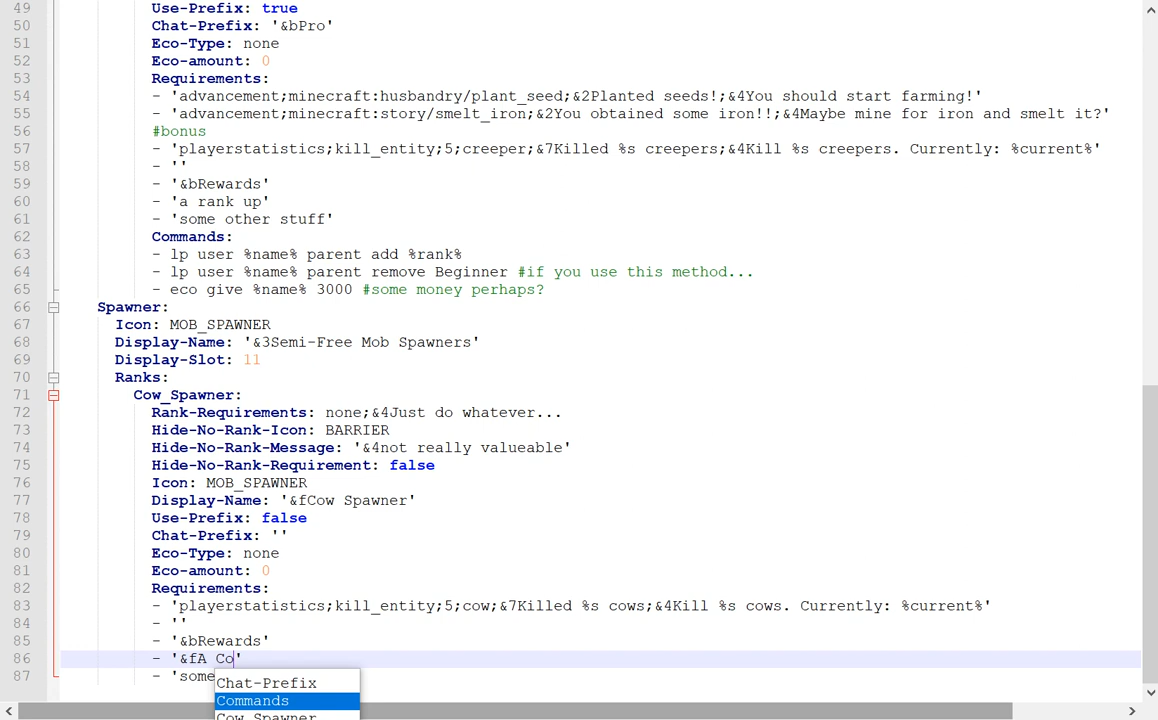 49 Use-Prefix: true
50 Chat-Prefix: '&bPro'
51 Eco-Type: none
52 Eco-amount: 0
53 Requirements:
54 - 'advancement;minecraft:husbandry/plant_seed;&2Planted seeds!;&4You should start farming!'
55 - 'advancement;minecraft:story/smelt_iron;&2You obtained some iron!!;&4Maybe mine for iron and smelt it?'
56 #bonus
57 - 'playerstatistics;kill_entity;5;creeper;&7Killed %s creepers;&4Kill %s creepers. Currently: %current%'
58 - ''
59 - '&bRewards'
60 - 'a rank up'
61 - 'some other stuff'
62 Commands:
63 - lp user %name% parent add %rank%
64 - lp user %name% parent remove Beginner #if you use this method...
65 - eco give %name% 3000 #some money perhaps?
66 Spawner:
67 Icon: MOB_SPAWNER
68 Display-Name: '&3Semi-Free Mob Spawners'
69 Display-Slot: 11
70 Ranks:
71 Cow_Spawner:
72 Rank-Requirements: none;&4Just do whatever...
73 Hide-No-Rank-Icon: BARRIER
74 Hide-No-Rank-Message: '&4not really valueable'
75 Hide-No-Rank-Requirement: false
76 Icon: MOB_SPAWNER
77 Display-Name: '&fCow Spawner'
78 Use-Prefix: false
79 Chat-Prefix: ''
80 Eco-Type: none
81 Eco-amount: 0
82 Requirements:
83 - 'playerstatistics;kill_entity;5;cow;&7Killed %s cows;&4Kill %s cows. Currently: %current%'
84 - ''
85 - '&bRewards'
86 - '&fA Co'
87 - 'some
Chat-Prefix
Commands
Cow_Spawner